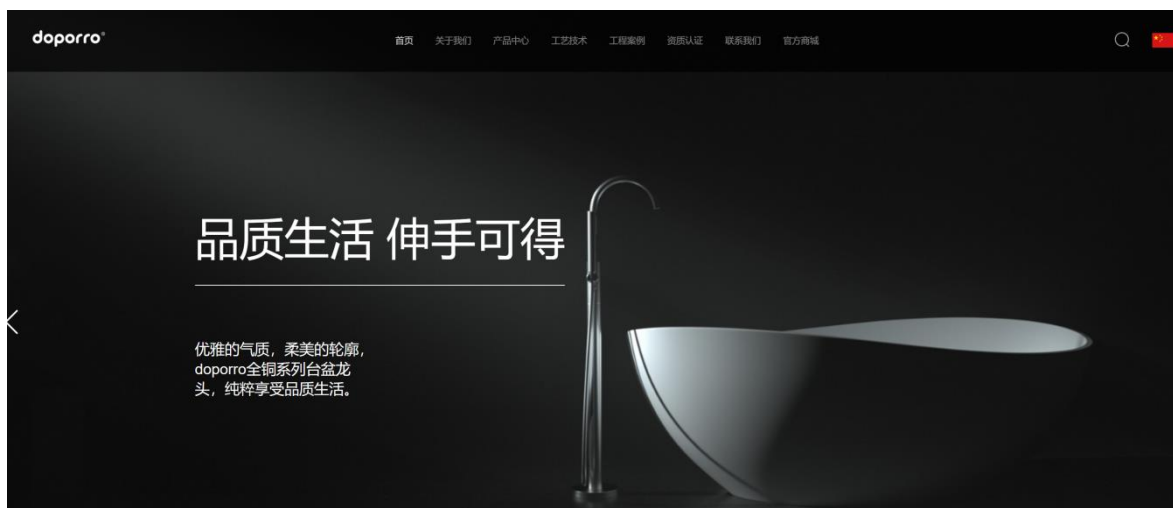 doporro®
首页 关于我们 产品中心 工艺技术 工程案例 资质认证 联系我们 官方商城
品质生活 伸手可得
优雅的气质，柔美的轮廓，
doporro全铜系列台盆龙
头，纯粹享受品质生活。